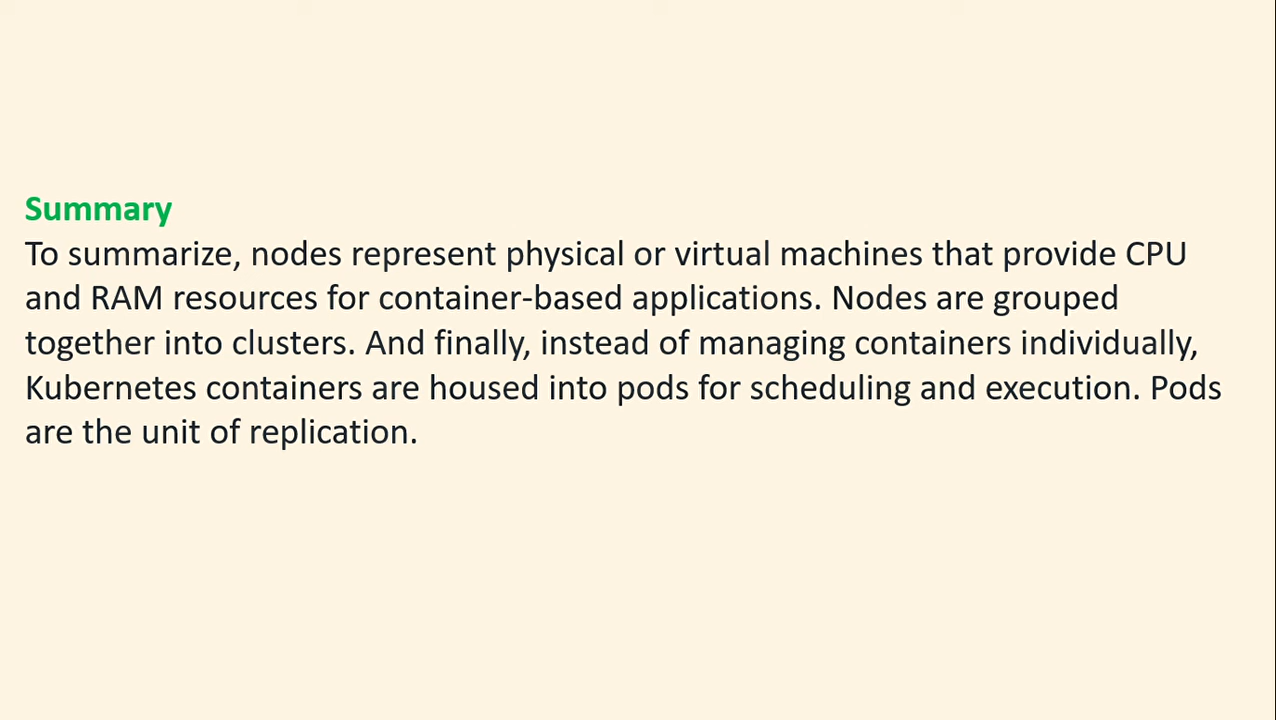 Summary
To summarize, nodes represent physical or virtual machines that provide CPU
and RAM resources for container-based applications. Nodes are grouped
together into clusters. And finally, instead of managing containers individually,
Kubernetes containers are housed into pods for scheduling and execution. Pods
are the unit of replication.